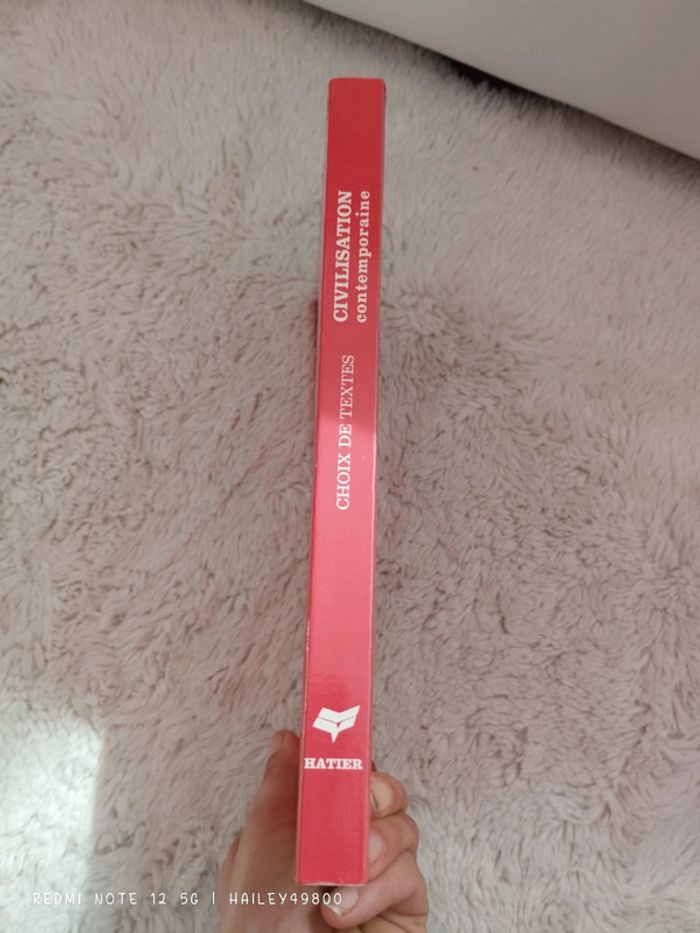 CIVILISATION
contemporaine
CHOIX DE TEXTES
HATIER
REDMI NOTE 12 5G | HAILEY49800